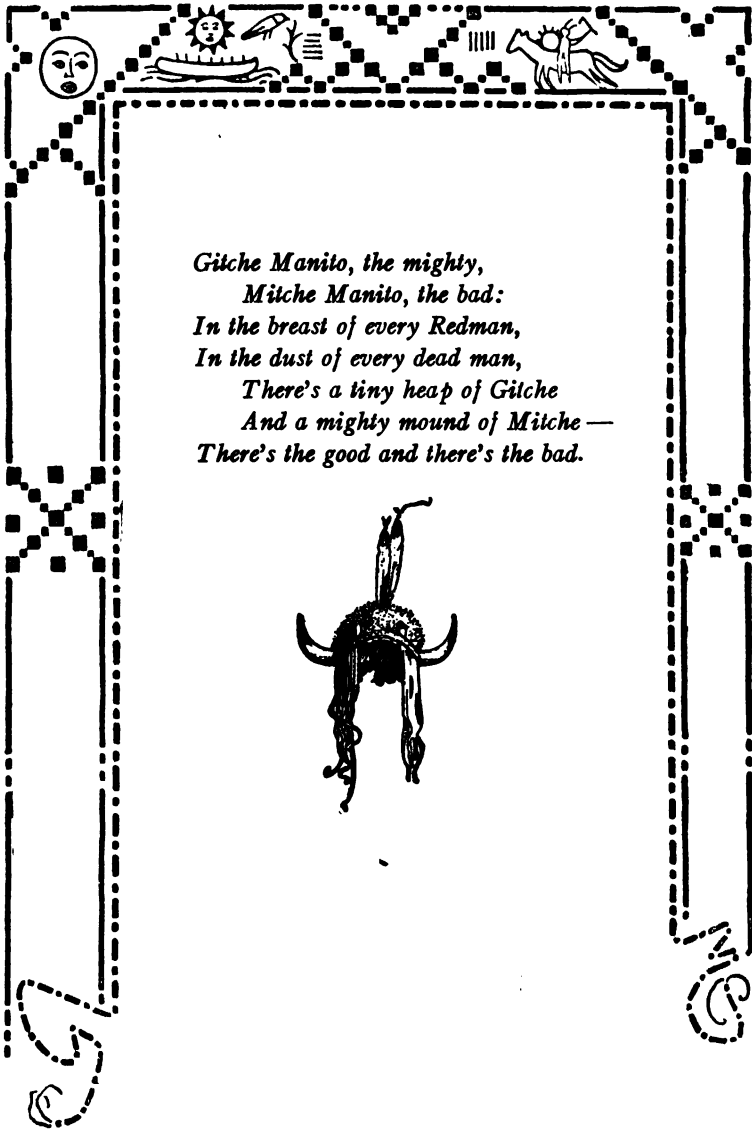 Gitche Manito, the mighty,
Mitche Manito, the bad:
In the breast of every Redman,
In the dust of every dead man,
There's a tiny heap of Gitche
And a mighty mound of Mitche —
There's the good and there's the bad.